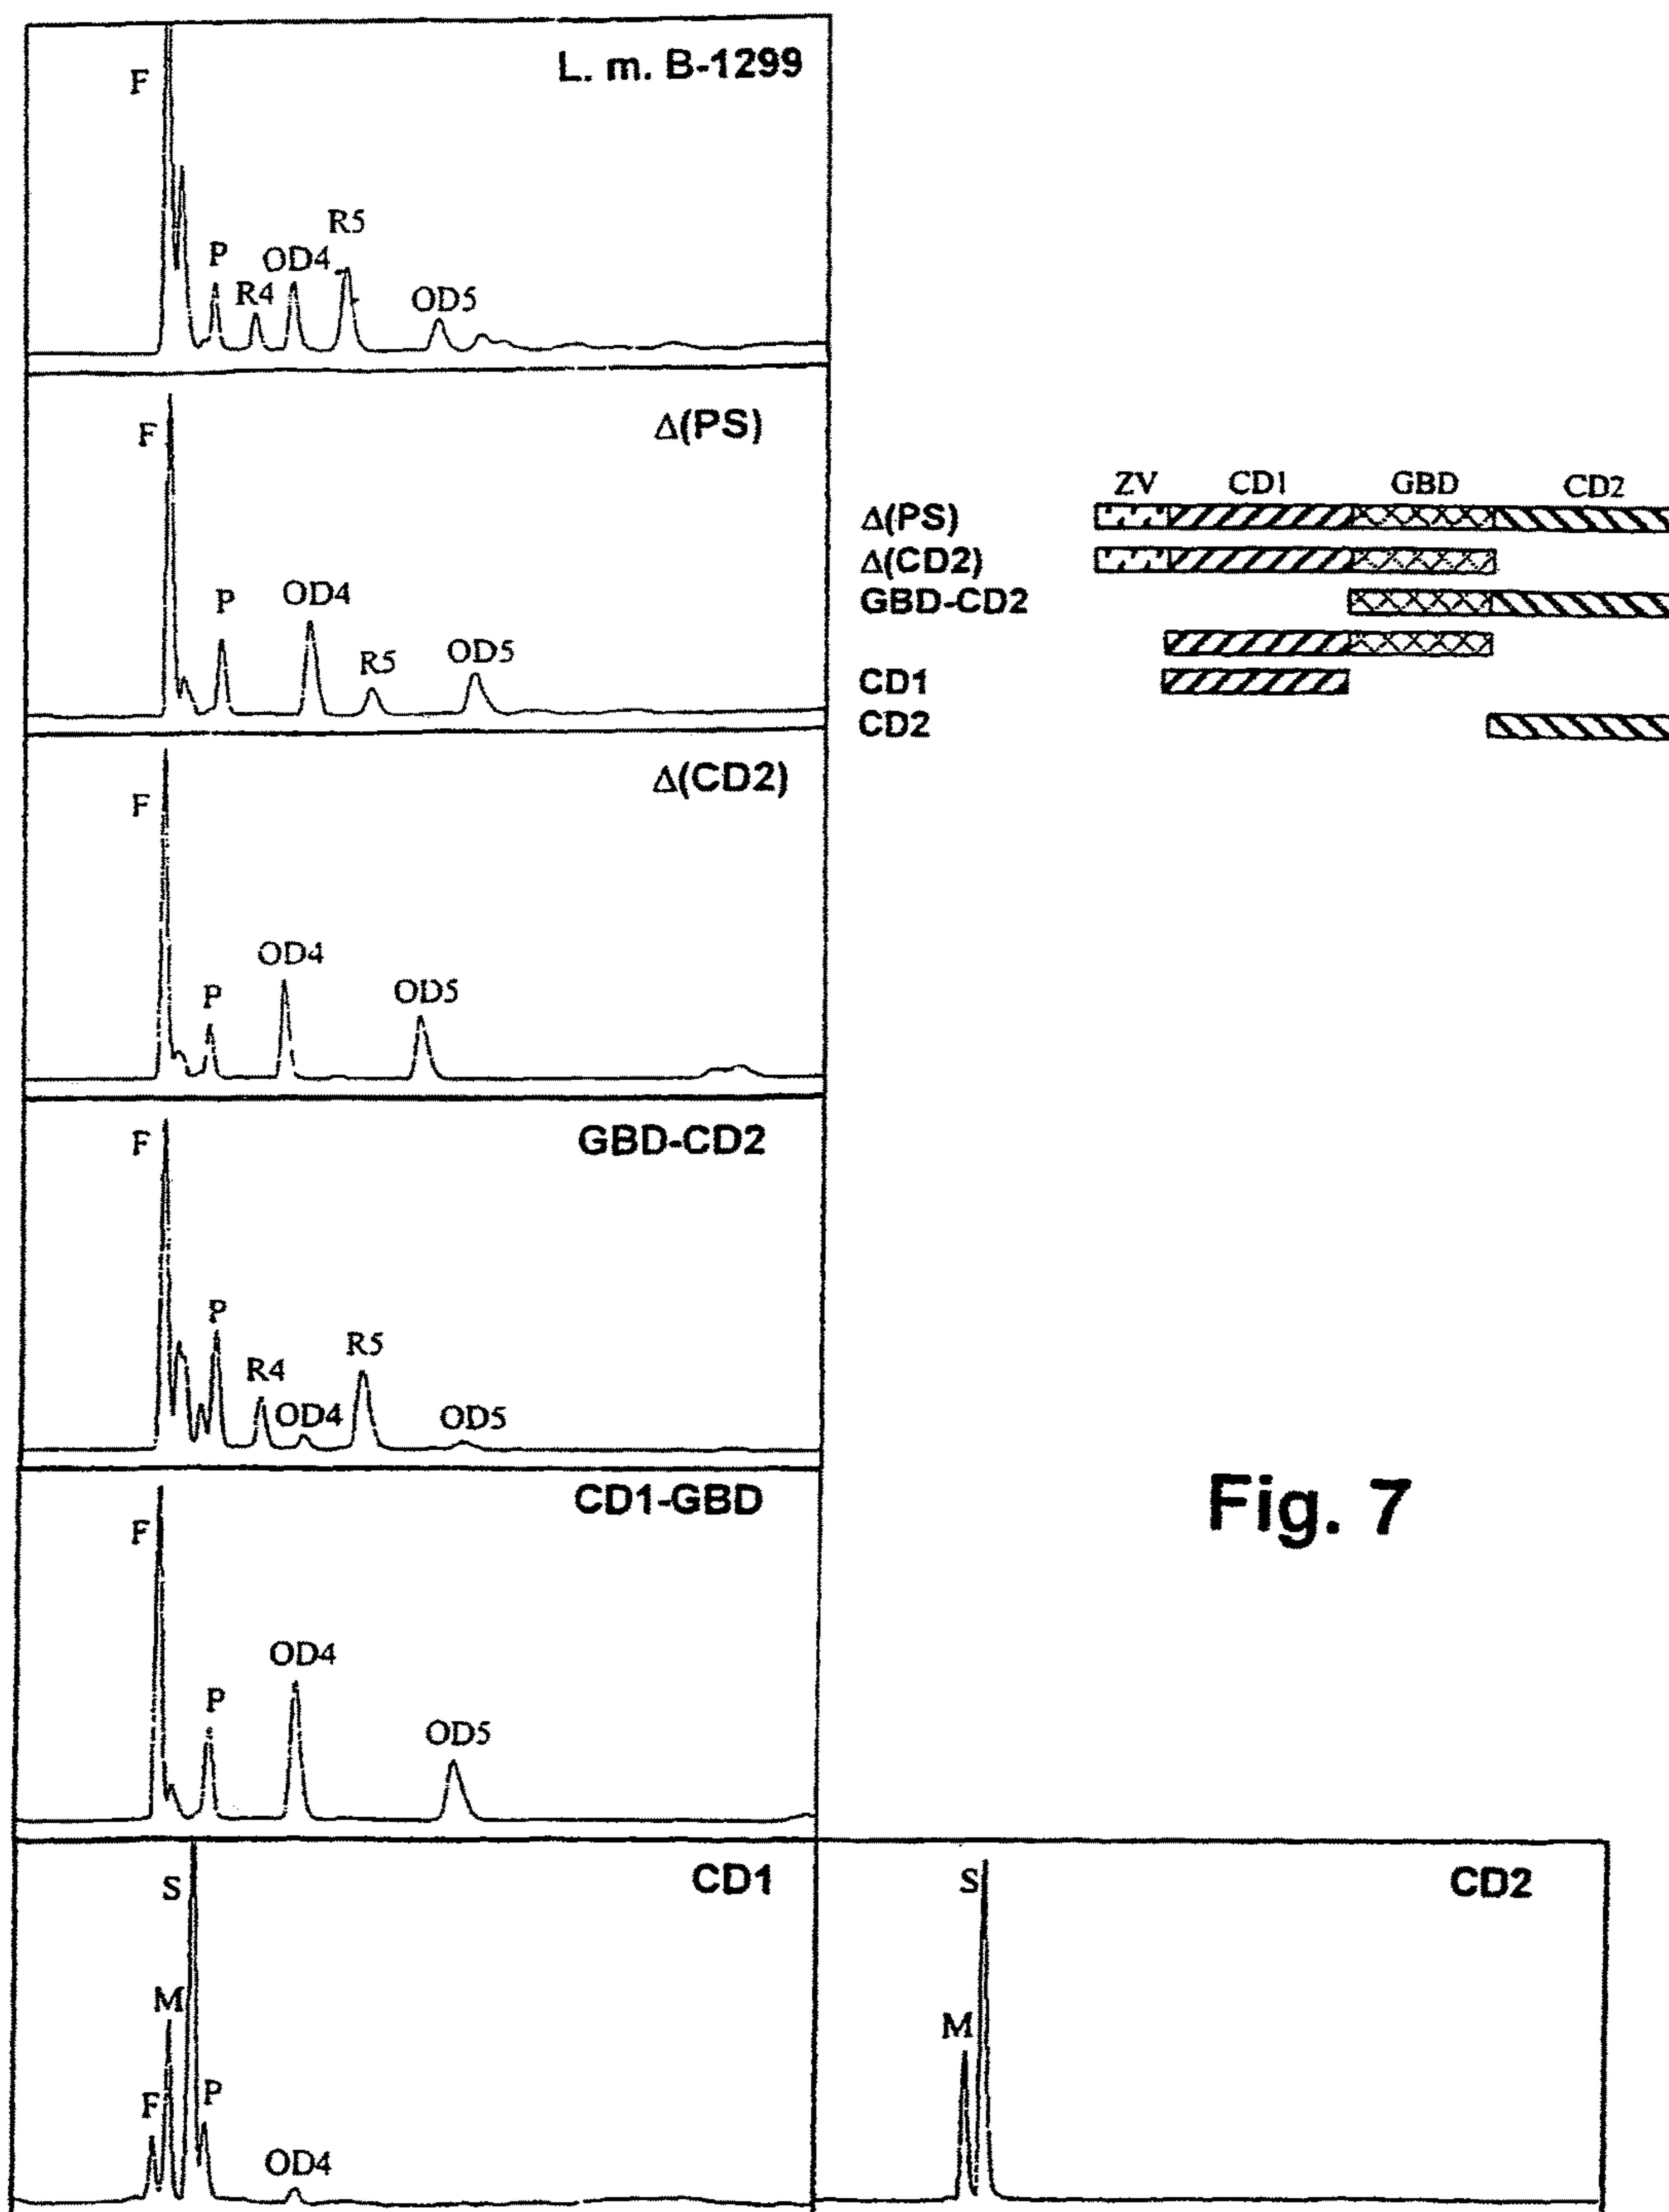 L. m. B-1299
F
R5
P
OD4
R4
OD5
Δ(PS)
F
OD4
P
OD5
R5
ZV CD1 GBD CD2
Δ(PS)
Δ(CD2)
GBD-CD2
CD1
CD2
Δ(CD2)
F
OD4
P
OD5
GBD-CD2
F
P
R5
R4
OD4
OD5
Fig. 7
CD1-GBD
F
OD4
P
OD5
CD1
S
M
P
F
OD4
CD2
S
M